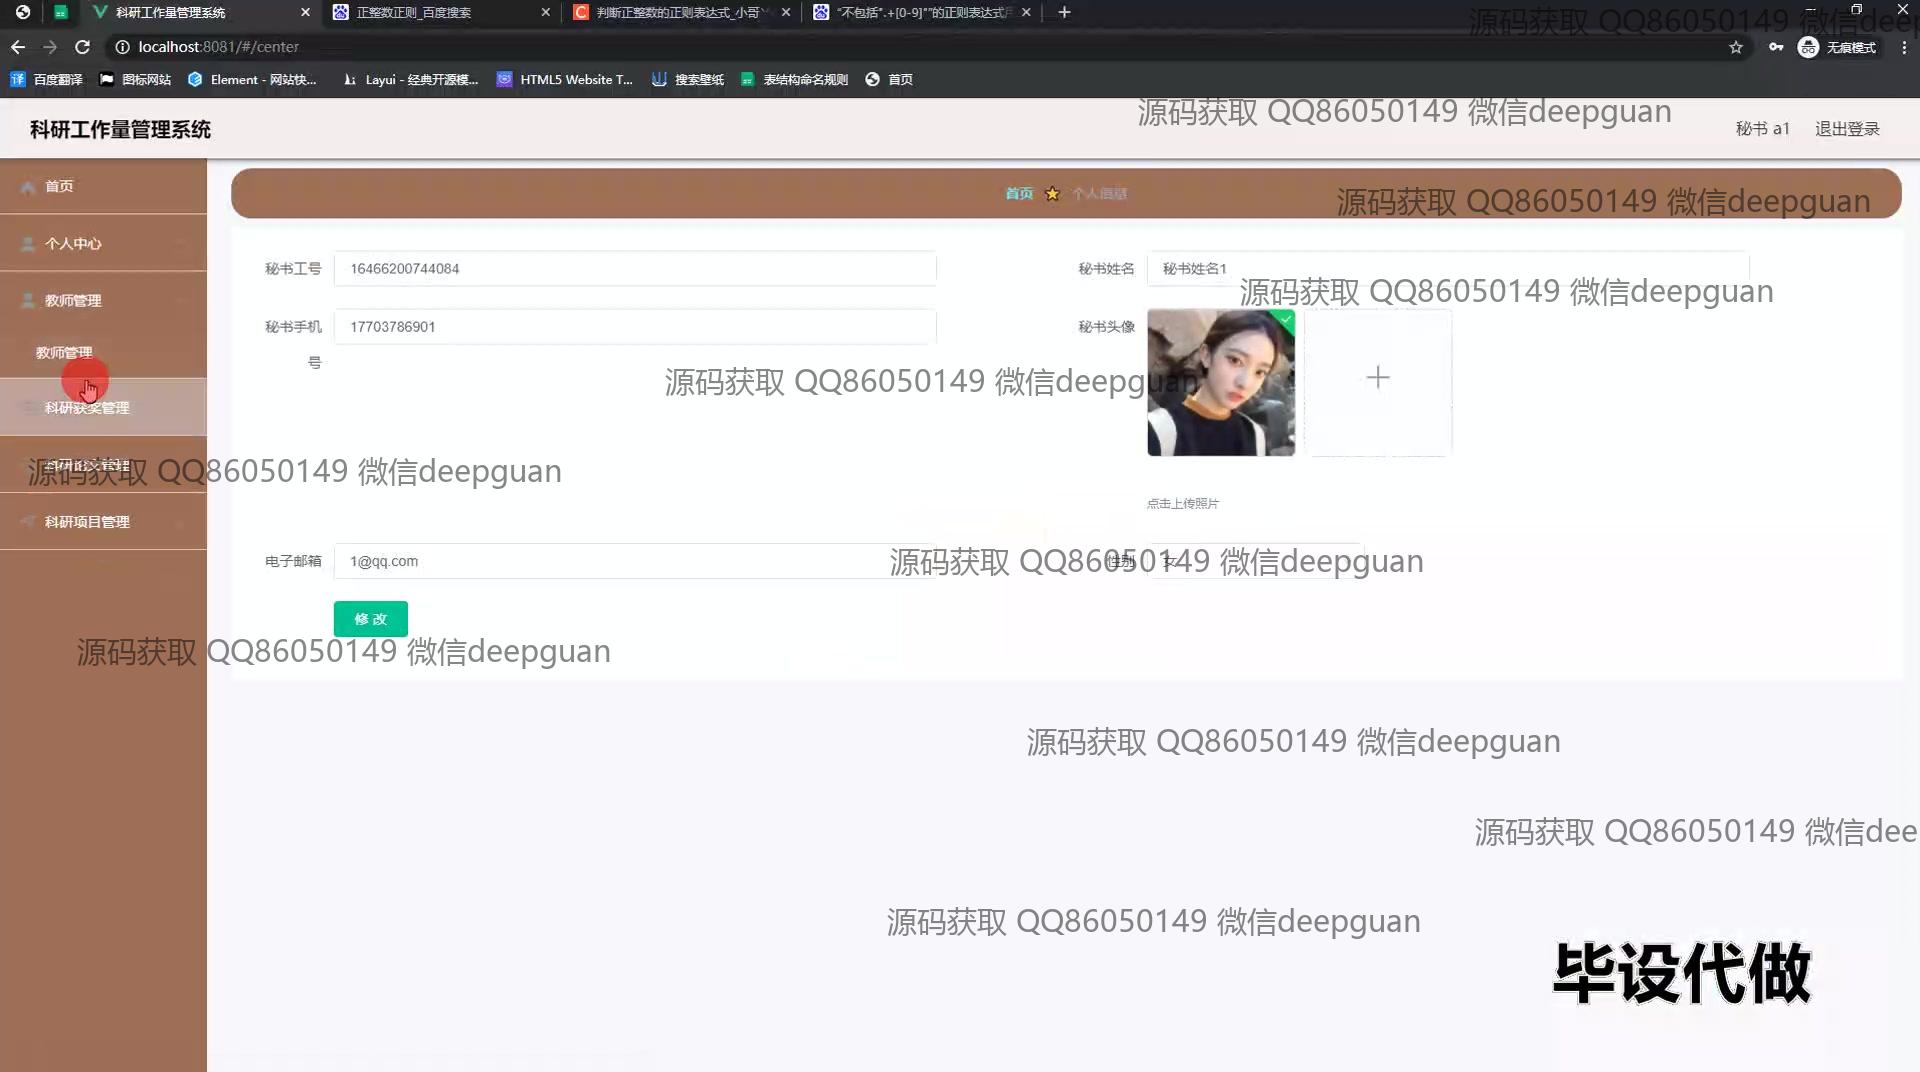 科研工作量管理系统
正整数正则_百度搜索
判断正整数的正则表达式_小哥
localhost:8081/#/center
无痕模式
百度翻译
图标网站
Element - 网站快...
Layui - 经典开源模...
HTML5 Website T...
搜索壁纸
表结构命名规则
首页
源码获取 QQ86050149 微信deep
科研工作量管理系统
源码获取 QQ86050149 微信deepguan
秘书 a1
退出登录
首页
首页
个人信息
源码获取 QQ86050149 微信deepguan
个人中心
秘书工号
16466200744084
秘书姓名
秘书姓名1
源码获取 QQ86050149 微信deepguan
教师管理
秘书手机号
17703786901
秘书头像
教师管理
源码获取 QQ86050149 微信deepguan
科研获奖管理
科研论文管理
源码获取 QQ86050149 微信deepguan
点击上传照片
科研项目管理
电子邮箱
1@qq.com
性别
女
源码获取 QQ86050149 微信deepguan
修改
源码获取 QQ86050149 微信deepguan
源码获取 QQ86050149 微信deepguan
源码获取 QQ86050149 微信dee
源码获取 QQ86050149 微信deepguan
毕设代做